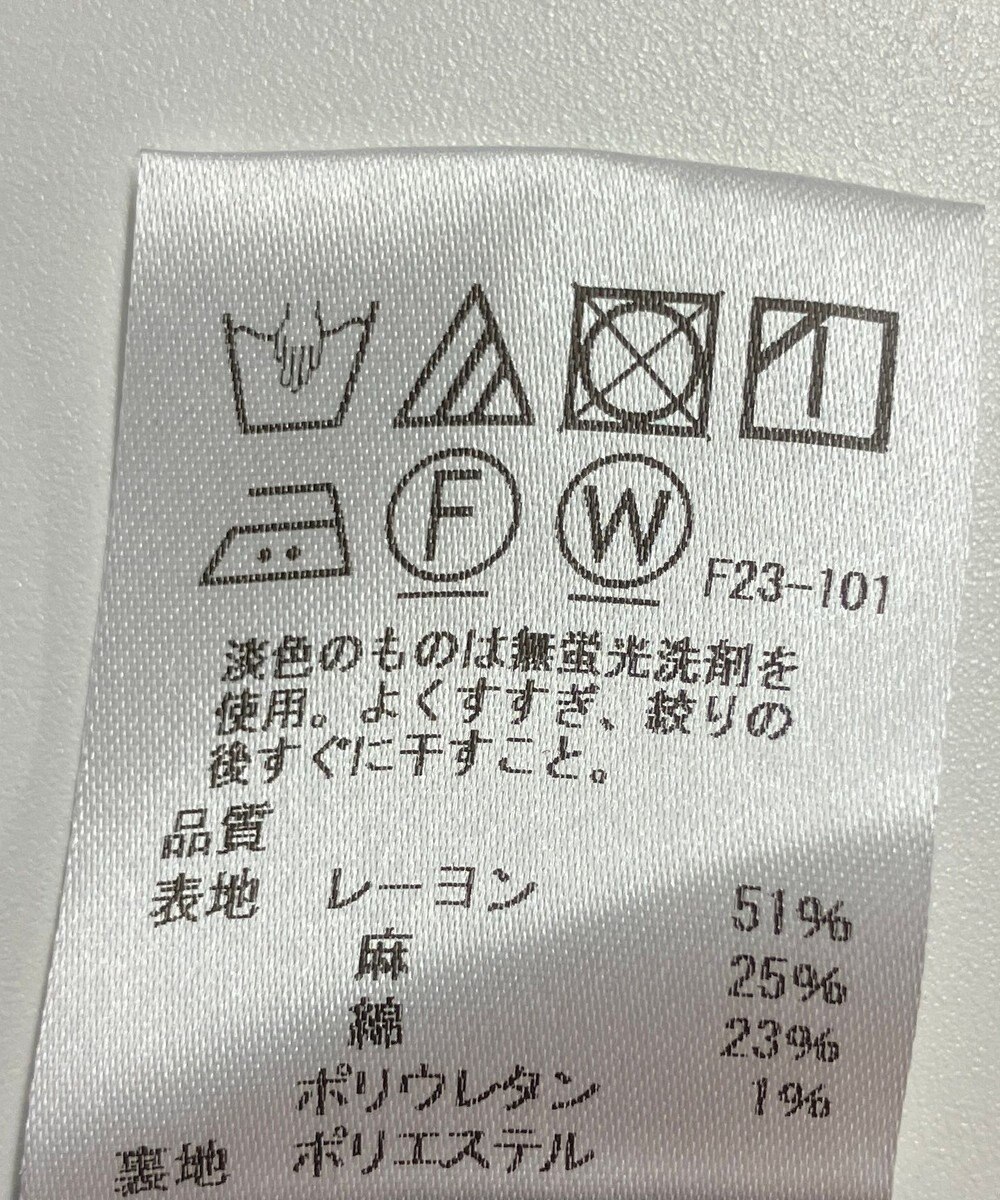 F
W
F23-101
淡色のものは無蛍光洗剤を
使用。よくすすぎ、絞りの
後すぐに干すこと。
品質
表地 レーヨン 51%
麻 25%
綿 23%
ポリウレタン 1%
裏地 ポリエステル